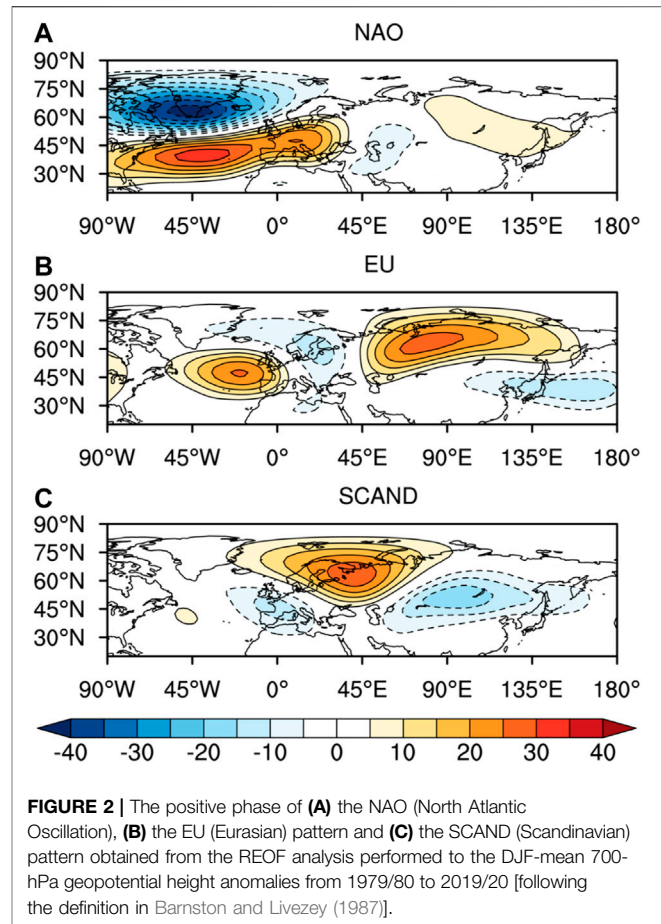 A NAO
90°N
75°N
60°N
45°N
30°N
90°W 45°W 0° 45°E 90°E 135°E 180°
B EU
90°N
75°N
60°N
45°N
30°N
90°W 45°W 0° 45°E 90°E 135°E 180°
C SCAND
90°N
75°N
60°N
45°N
30°N
90°W 45°W 0° 45°E 90°E 135°E 180°
-40 -30 -20 -10 0 10 20 30 40
FIGURE 2 | The positive phase of (A) the NAO (North Atlantic
Oscillation), (B) the EU (Eurasian) pattern and (C) the SCAND (Scandinavian)
pattern obtained from the REOF analysis performed to the DJF-mean 700-
hPa geopotential height anomalies from 1979/80 to 2019/20 [following
the definition in Barnston and Livezey (1987)].